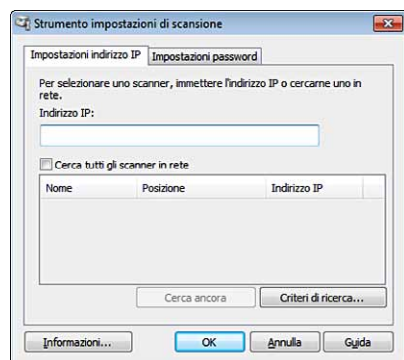 Strumento impostazioni di scansione
Impostazioni indirizzo IP
Impostazioni password
Per selezionare uno scanner, immettere l'indirizzo IP o cercarne uno in
rete.
Indirizzo IP:
Cerca tutti gli scanner in rete
Nome Posizione Indirizzo IP
Cerca ancora Criteri di ricerca...
Informazioni... OK Annulla Guida